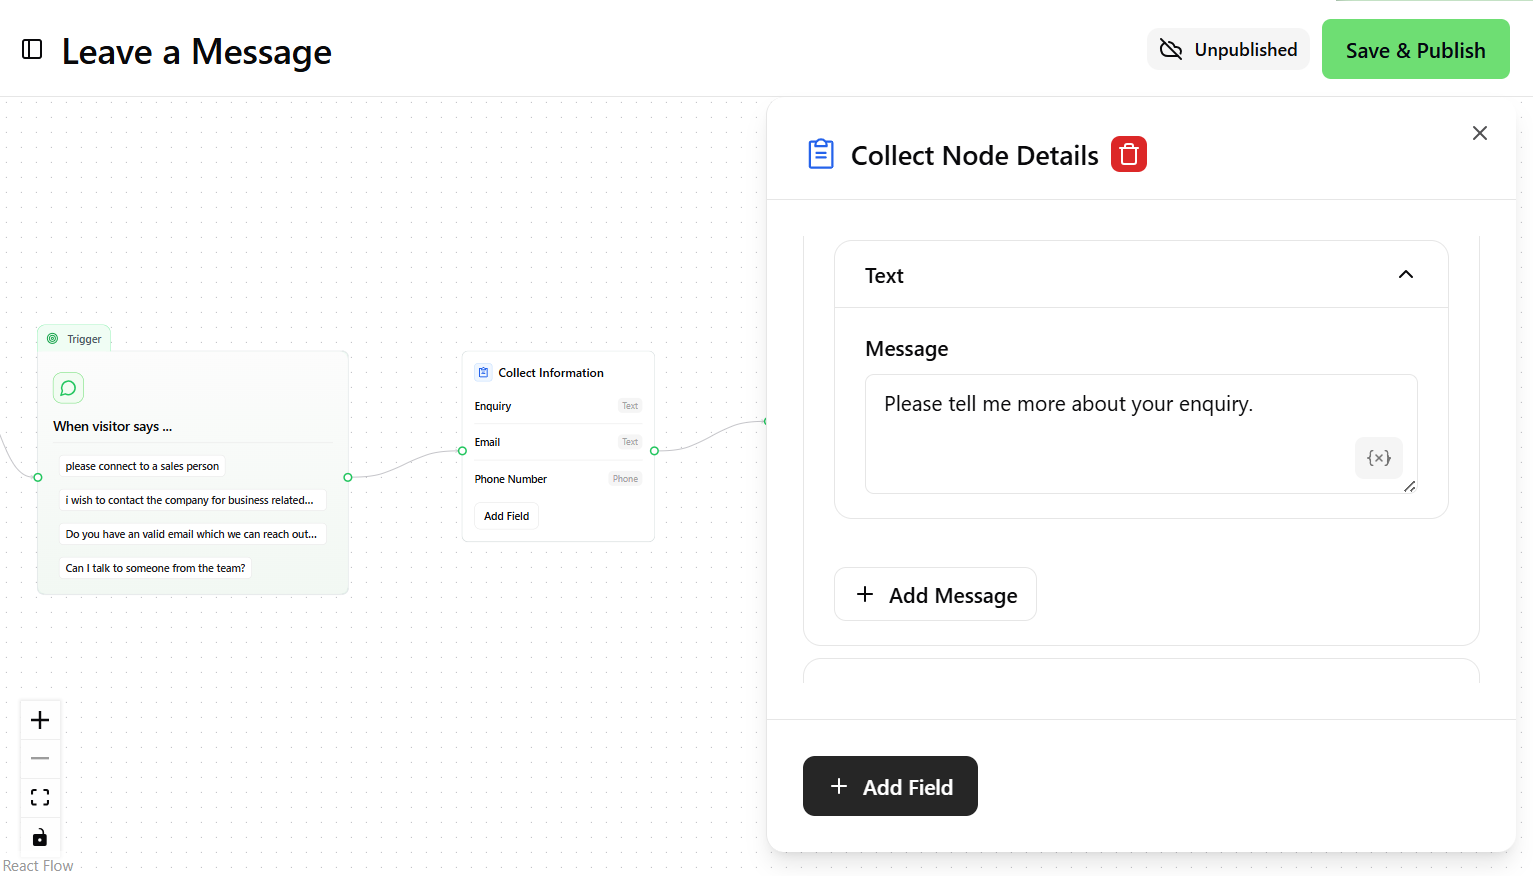 Leave a Message
Unpublished
Save & Publish
Trigger
When visitor says ...
please connect to a sales person
i wish to contact the company for business related...
Do you have an valid email which we can reach out...
Can I talk to someone from the team?
Collect Information
Enquiry Text
Email Text
Phone Number Phone
Add Field
Collect Node Details
Text
Message
Please tell me more about your enquiry.
{×}
Add Message
Add Field
React Flow